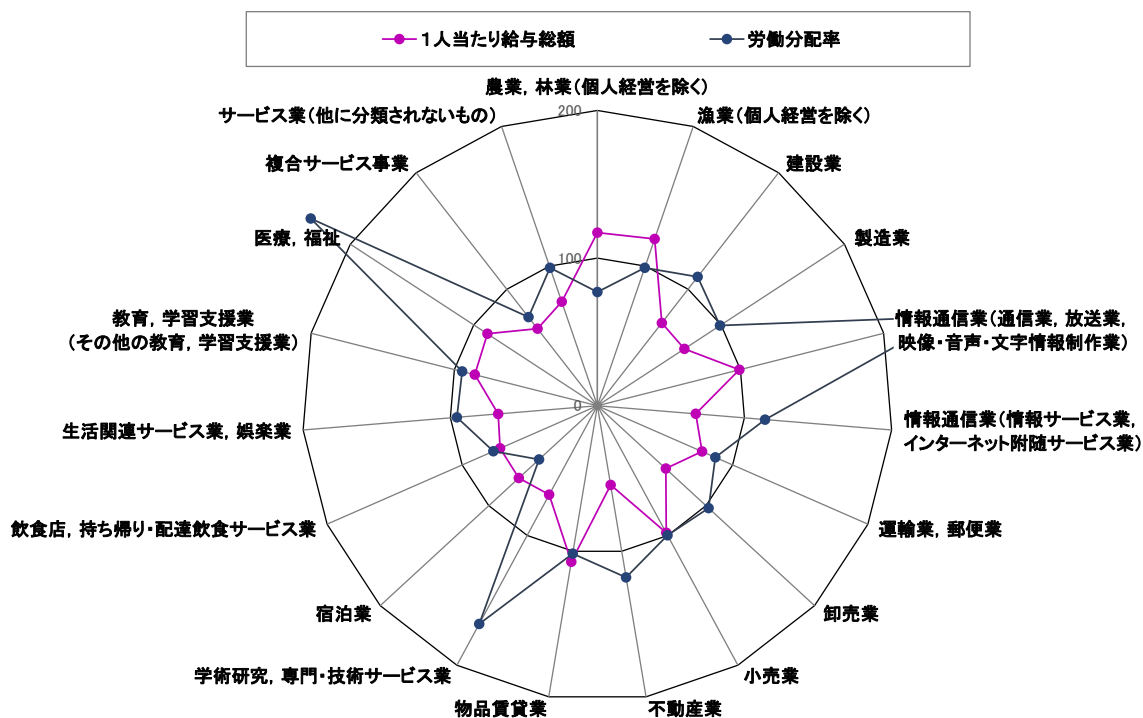 １人当たり給与総額
労働分配率
農業, 林業（個人経営を除く）
漁業（個人経営を除く）
建設業
製造業
情報通信業（通信業, 放送業,
映像・音声・文字情報制作業）
情報通信業（情報サービス業,
インターネット附随サービス業）
運輸業, 郵便業
卸売業
小売業
不動産業
物品賃貸業
学術研究, 専門・技術サービス業
宿泊業
飲食店, 持ち帰り・配達飲食サービス業
生活関連サービス業, 娯楽業
教育, 学習支援業
（その他の教育, 学習支援業）
医療, 福祉
複合サービス事業
サービス業（他に分類されないもの）
200
100
0